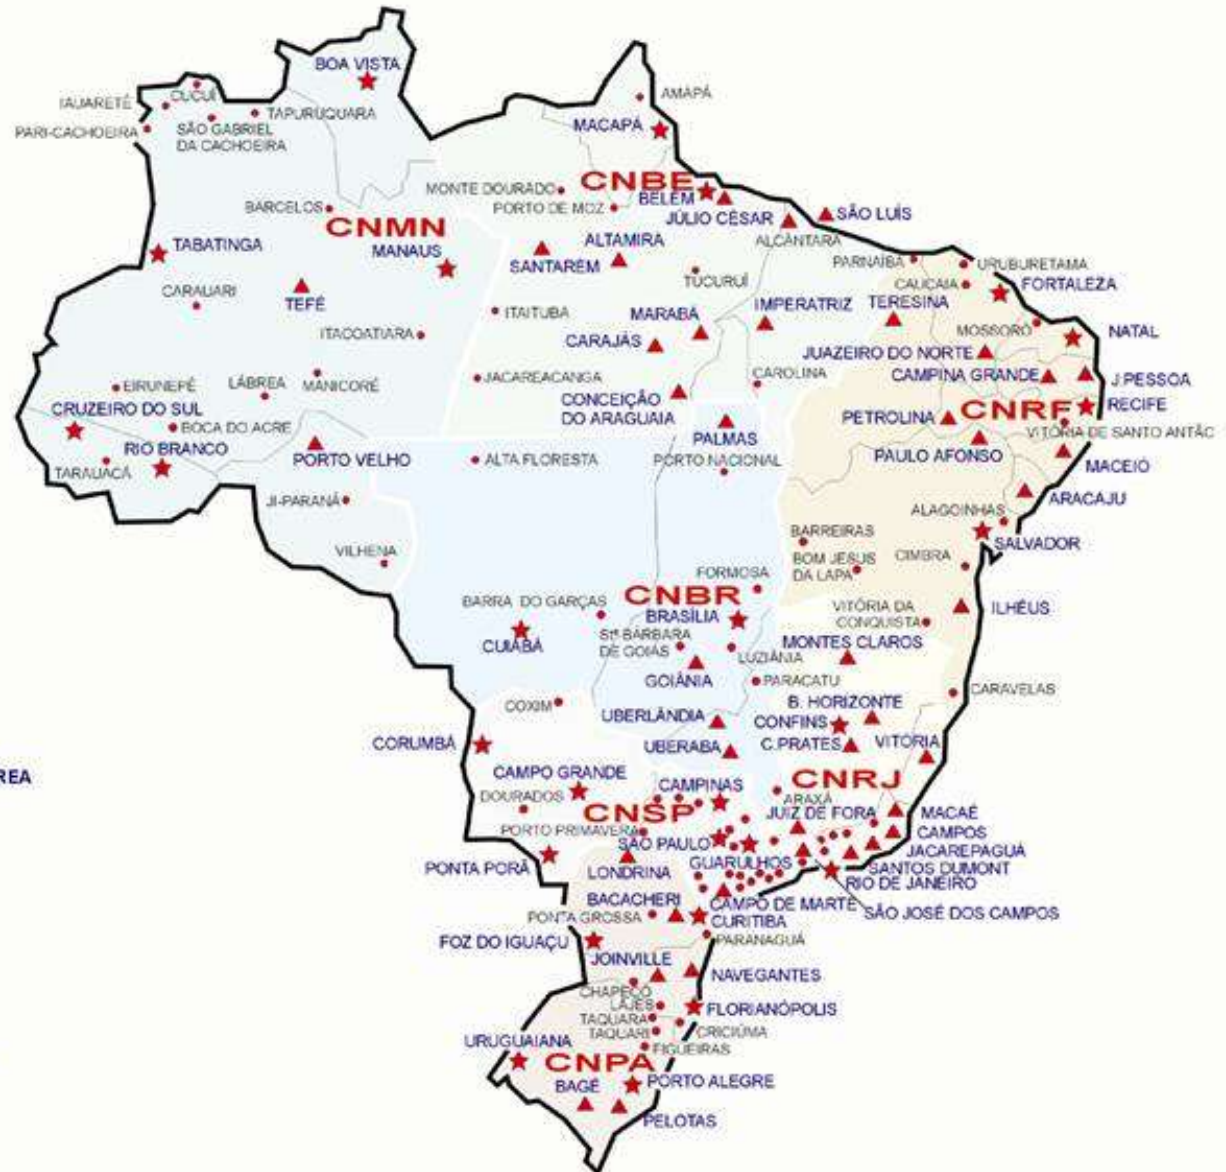 BOA VISTA
CUCUÍ
IAUARETÉ
TAPURUQUARA
PARI-CACHOEIRA
SÃO GABRIEL
DA CACHOEIRA
AMAPÁ
MACAPÁ
CNBE
MONTE DOURADO
BELÉM
BARCELOS
PORTO DE MOZ
JÚLIO CÉSAR
SÃO LUÍS
CNMN
ALTAMIRA
ALCÂNTARA
TABATINGA
MANAUS
SANTARÉM
PARNAÍBA
URUBURETAMA
TUCURUÍ
CAUCAIA
FORTALEZA
CARAUARI
TEFÉ
IMPERATRIZ
TERESINA
ITAITUBA
MARABÁ
MOSSORÓ
ITACOATIARA
NATAL
CARAJÁS
JUAZEIRO DO NORTE
JACAREACANGA
CAROLINA
CAMPINA GRANDE
J.PESSOA
EIRUNEPÉ
LÁBREA
MANICORÉ
CONCEIÇÃO
DO ARAGUAIA
CRUZEIRO DO SUL
PETROLINA
CNRF
RECIFE
BOCA DO ACRE
VITÓRIA DE SANTO ANTÃC
RIO BRANCO
PALMAS
PORTO VELHO
ALTA FLORESTA
PORTO NACIONAL
PAULO AFONSO
MACEIÓ
TARAUACÁ
JI-PARANÁ
ARACAJU
ALAGOINHAS
BARREIRAS
SALVADOR
VILHENA
BOM JESUS
DA LAPA
CIMBRA
FORMOSA
CNBR
BARRA DO GARÇAS
BRASÍLIA
VITÓRIA DA
CONQUISTA
ILHÉUS
CUIABÁ
Stª BÁRBARA
DE GOIÁS
MONTES CLAROS
LUZIÂNIA
GOIÂNIA
PARACATU
CARAVELAS
COXIM
B. HORIZONTE
UBERLÂNDIA
CONFINS
CORUMBÁ
UBERABA
C.PRATES
VITÓRIA
REA
CAMPO GRANDE
CAMPINAS
CNRJ
DOURADOS
CNSP
ARAXÁ
JUIZ DE FORA
MACAÉ
PORTO PRIMAVERA
CAMPOS
SÃO PAULO
JACAREPAGUÁ
PONTA PORÃ
LONDRINA
GUARULHOS
SANTOS DUMONT
RIO DE JANEIRO
BACACHERI
CAMPO DE MARTE
SÃO JOSÉ DOS CAMPOS
PONTA GROSSA
CURITIBA
FOZ DO IGUAÇU
PARANAGUÁ
JOINVILLE
NAVEGANTES
CHAPECÓ
LAJES
FLORIANÓPOLIS
TAQUARA
TAQUARI
CRICIÚMA
URUGUAIANA
FIGUEIRAS
CNPA
BAGÉ
PORTO ALEGRE
PELOTAS